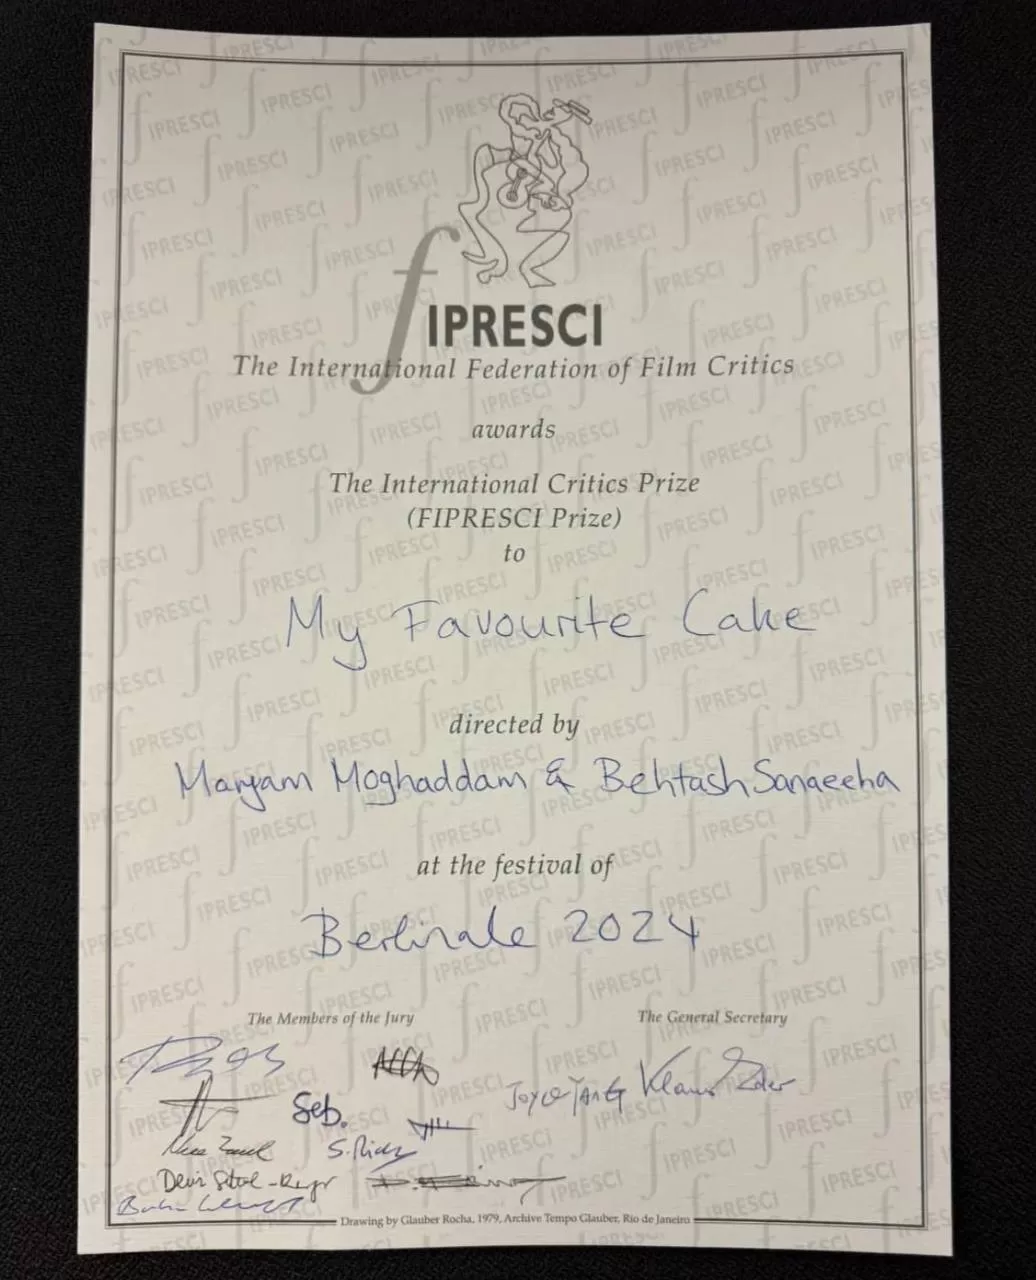 fIPRESCI
The International Federation of Film Critics
awards
The International Critics Prize
(FIPRESCI Prize)
to
My Favourite Cake
directed by
Maryam Moghaddam & Behtash Sanaeeha
at the festival of
Berlinale 2024
The Members of the Jury
The General Secretary
Seb.
Joyce Yang
Klaus Eder
Drawing by Glauber Rocha, 1979, Archive Tempo Glauber, Rio de Janeiro